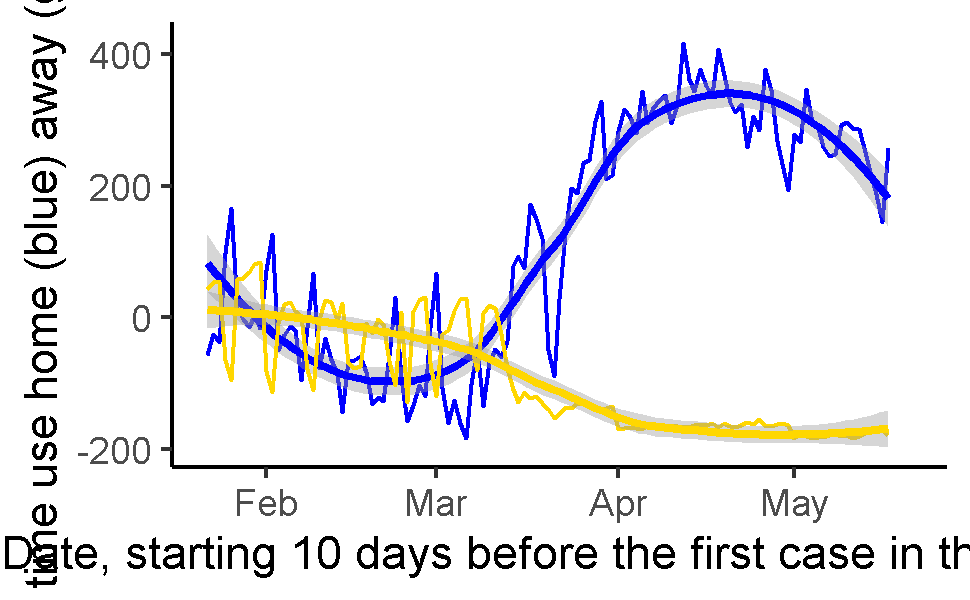 time use home (blue) away (
400
200
0
-200
Feb Mar Apr May
Date, starting 10 days before the first case in th